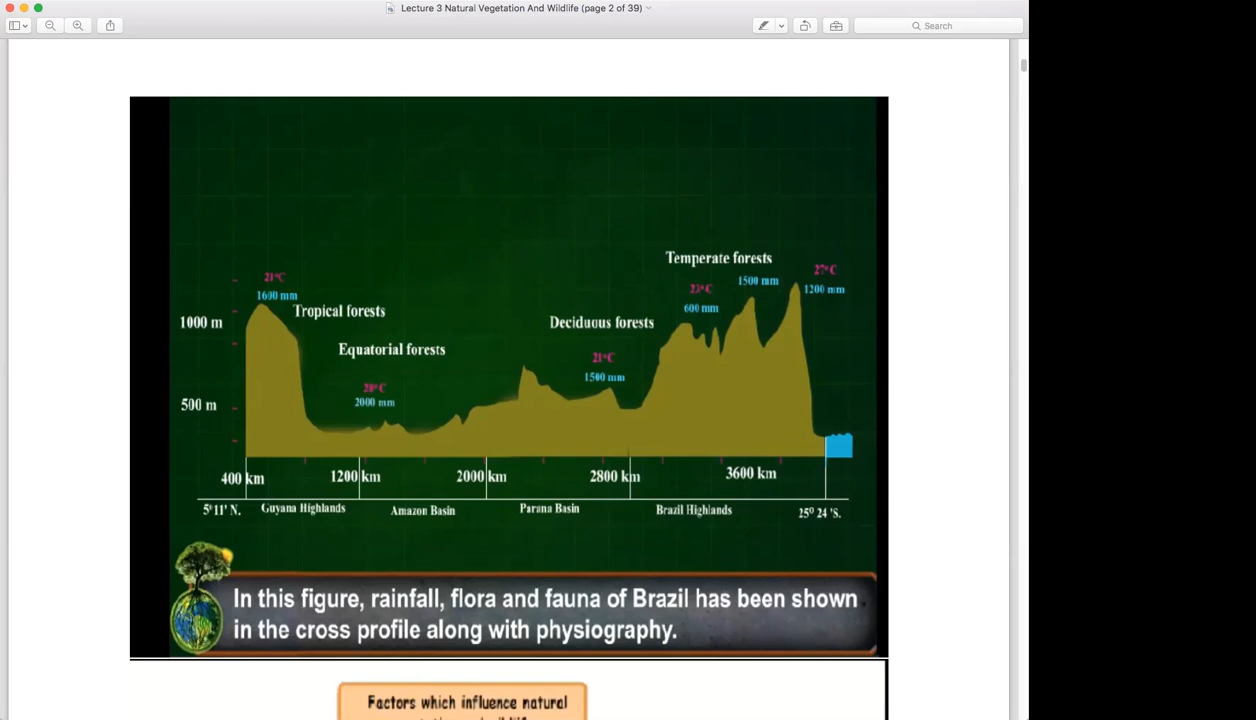 Lecture 3 Natural Vegetation And Wildlife (page 2 of 39)
Search
Temperate forests
27°C
21°C
1500 mm
1200 mm
23°C
1600 mm
600 mm
Tropical forests
1000 m
Deciduous forests
Equatorial forests
21°C
1500 mm
28°C
2000 mm
500 m
400 km
1200 km
2000 km
2800 km
3600 km
5° 11' N.
Guyana Highlands
Amazon Basin
Parana Basin
Brazil Highlands
25° 24 'S.
In this figure, rainfall, flora and fauna of Brazil has been shown
in the cross profile along with physiography.
Factors which influence natural